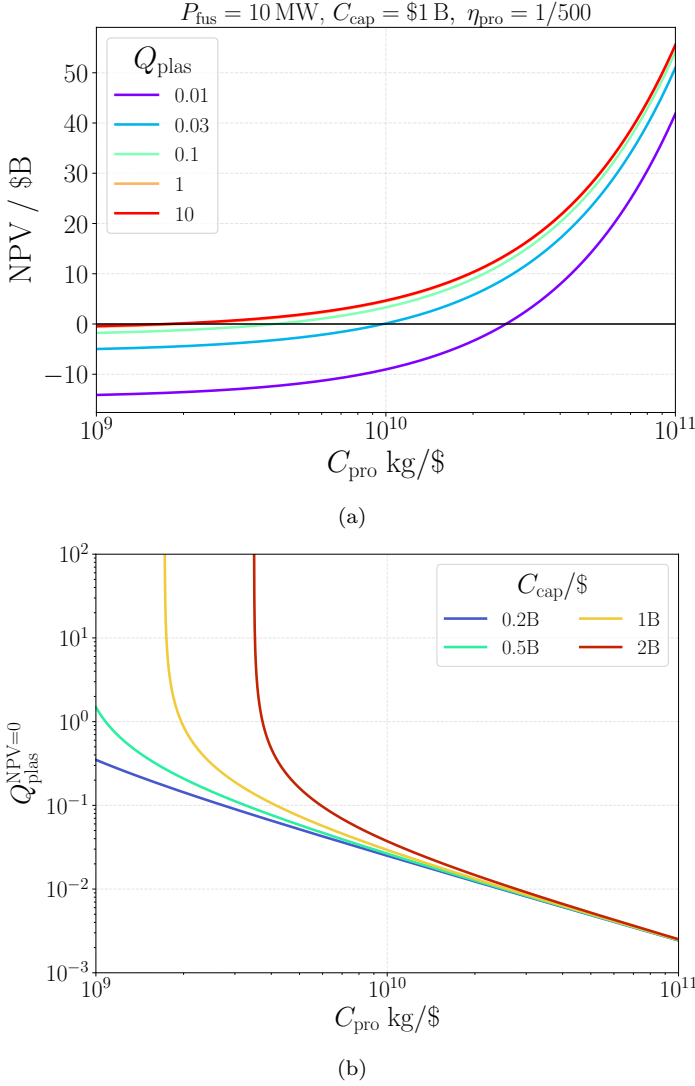 P_fus = 10 MW, C_cap = $1 B, η_pro = 1/500
NPV / $B
50
40
30
20
10
0
−10
Q_plas
0.01
0.03
0.1
1
10
10^9
10^10
10^11
C_pro kg/$
(a)
Q_plas^NPV=0
10^2
10^1
10^0
10^−1
10^−2
10^−3
C_cap/$
0.2B
1B
0.5B
2B
10^9
10^10
10^11
C_pro kg/$
(b)